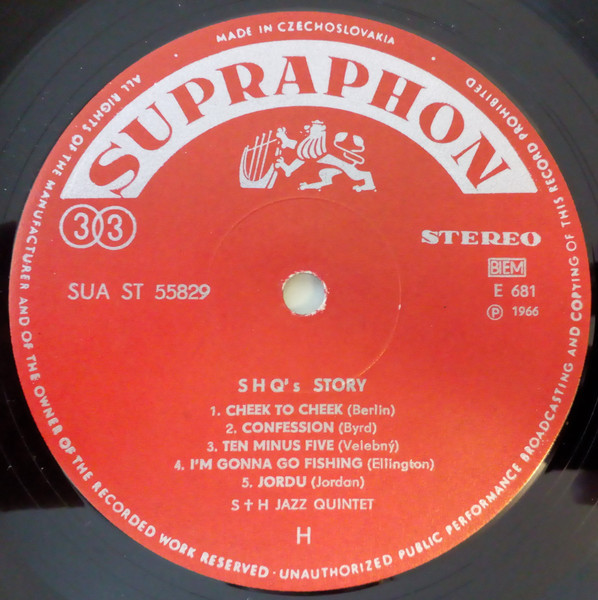 MADE IN CZECHOSLOVAKIA
SUPRAPHON
33
STEREO
BIEM
SUA ST 55829
E 681
Ⓟ 1966
SHQ's STORY
1. CHEEK TO CHEEK (Berlin)
2. CONFESSION (Byrd)
3. TEN MINUS FIVE (Velebný)
4. I'M GONNA GO FISHING (Ellington)
5. JORDU (Jordan)
S✝H JAZZ QUINTET
H
ALL RIGHTS OF THE MANUFACTURER AND OF THE OWNER OF THE RECORDED WORK RESERVED · UNAUTHORIZED PUBLIC PERFORMANCE BROADCASTING AND COPYING OF THIS RECORD PROHIBITED